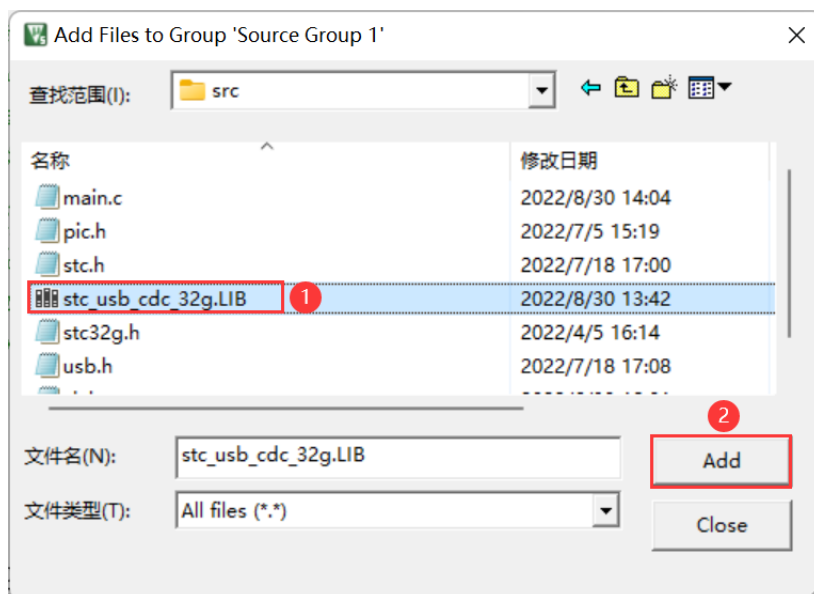 Add Files to Group 'Source Group 1'
查找范围(I): src
名称 修改日期
main.c 2022/8/30 14:04
pic.h 2022/7/5 15:19
stc.h 2022/7/18 17:00
stc_usb_cdc_32g.LIB 1 2022/8/30 13:42
stc32g.h 2022/4/5 16:14
usb.h 2022/7/18 17:08
2
文件名(N): stc_usb_cdc_32g.LIB Add
文件类型(T): All files (*.*) Close